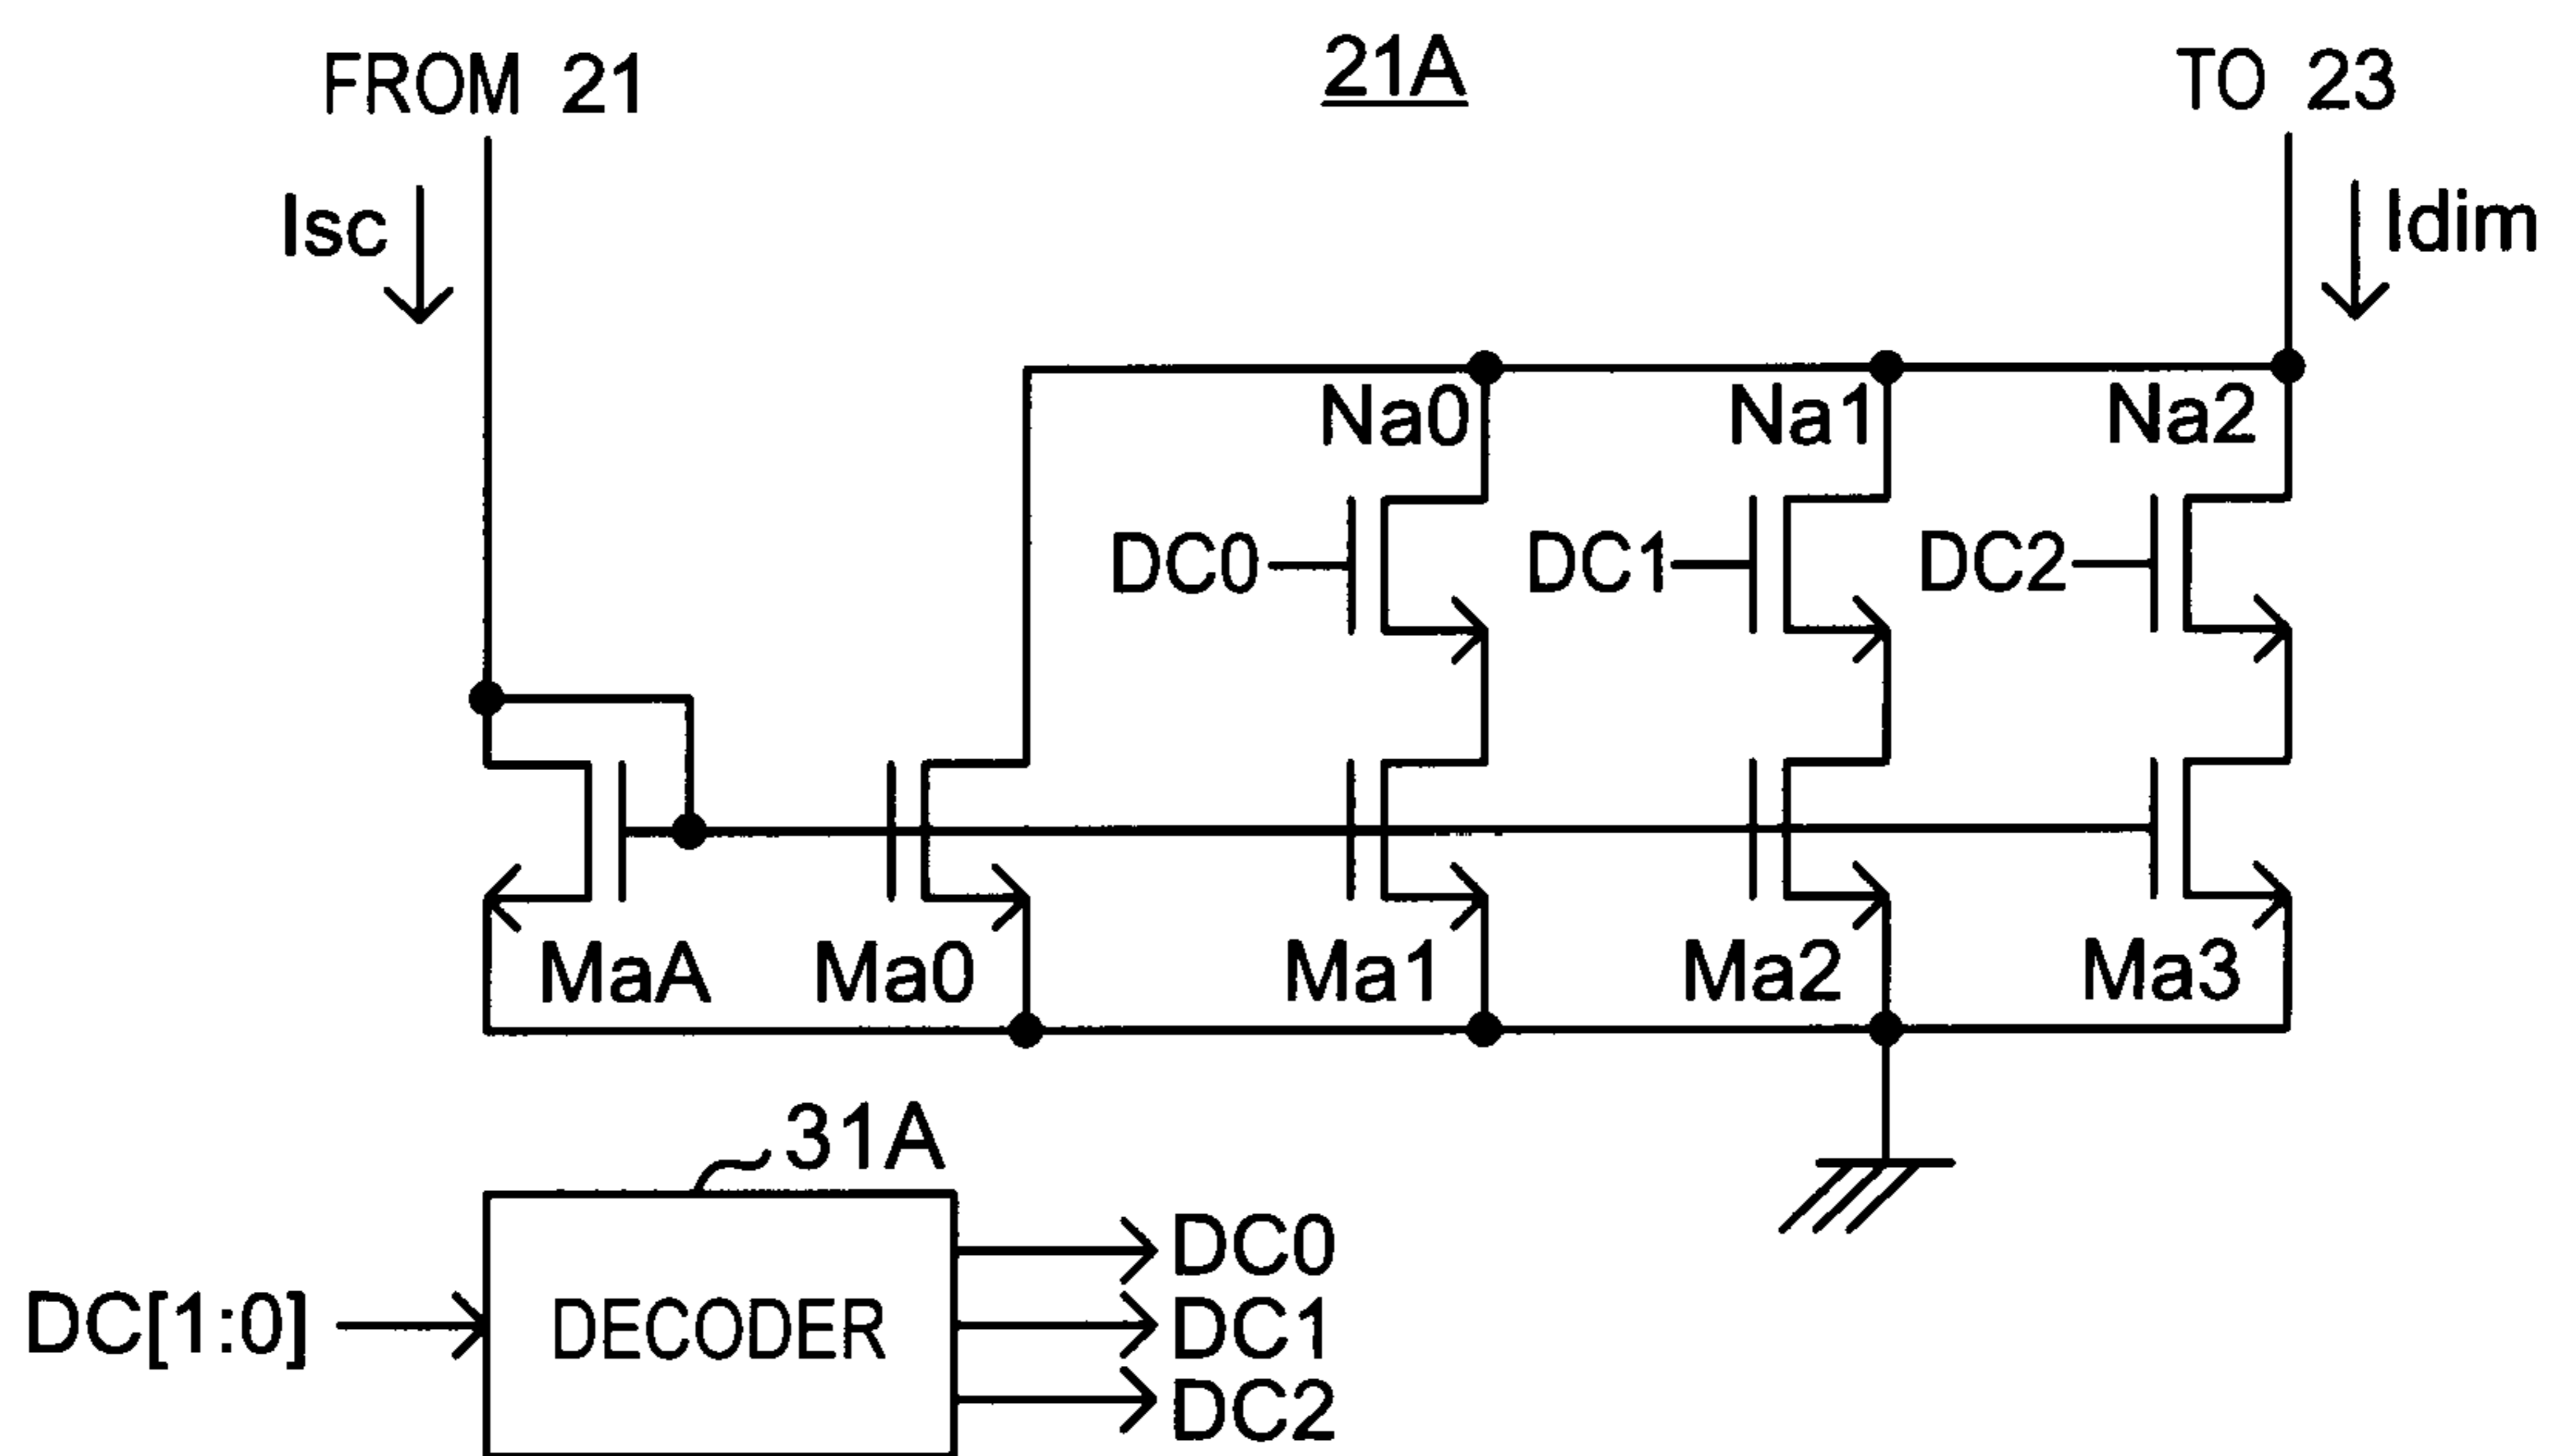 FROM 21
21A
TO 23
Isc
Idim
Na0
Na1
Na2
DC0
DC1
DC2
MaA
Ma0
Ma1
Ma2
Ma3
31A
DC[1:0]
DECODER
DC0
DC1
DC2